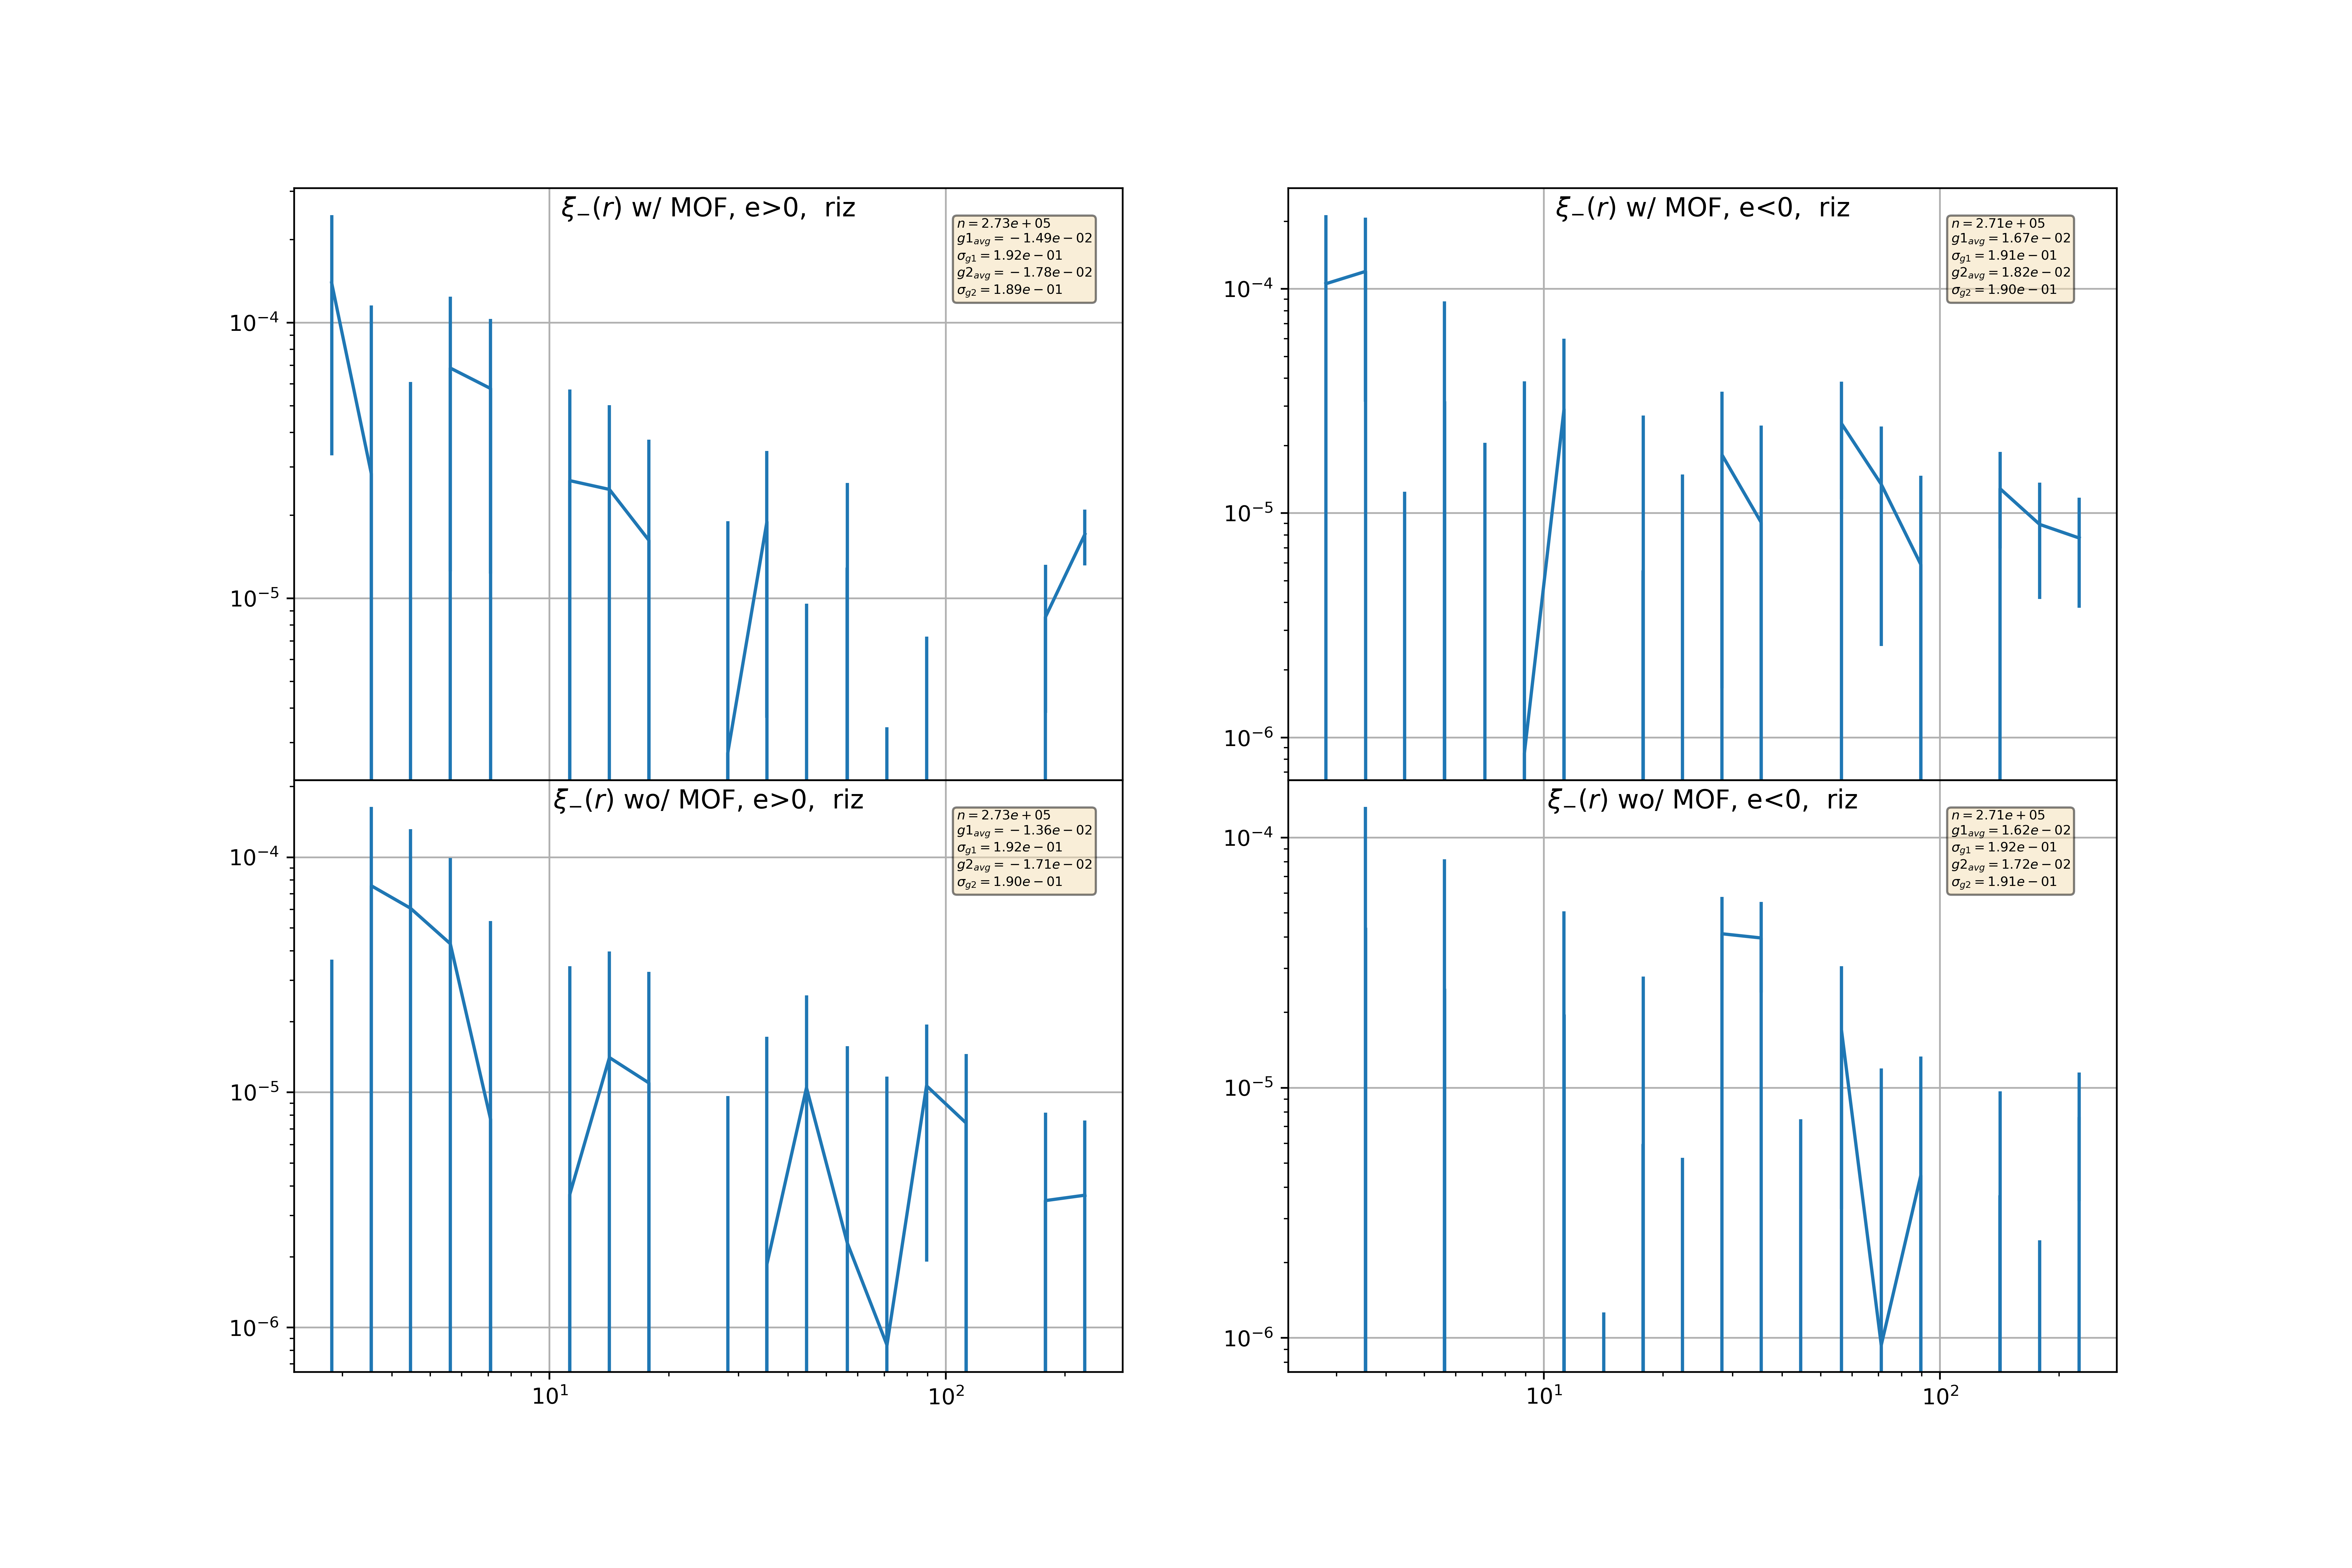 ξ₋(r) w/ MOF, e>0,  riz
n = 2.73e + 05
g1avg = − 1.49e − 02
σg1 = 1.92e − 01
g2avg = − 1.78e − 02
σg2 = 1.89e − 01
10⁻⁴
10⁻⁵
ξ₋(r) w/ MOF, e<0,  riz
n = 2.71e + 05
g1avg = 1.67e − 02
σg1 = 1.91e − 01
g2avg = 1.82e − 02
σg2 = 1.90e − 01
10⁻⁴
10⁻⁵
10⁻⁶
ξ₋(r) wo/ MOF, e>0,  riz
n = 2.73e + 05
g1avg = − 1.36e − 02
σg1 = 1.92e − 01
g2avg = − 1.71e − 02
σg2 = 1.90e − 01
10⁻⁴
10⁻⁵
10⁻⁶
10¹ 10²
ξ₋(r) wo/ MOF, e<0,  riz
n = 2.71e + 05
g1avg = 1.62e − 02
σg1 = 1.92e − 01
g2avg = 1.72e − 02
σg2 = 1.91e − 01
10⁻⁴
10⁻⁵
10⁻⁶
10¹ 10²